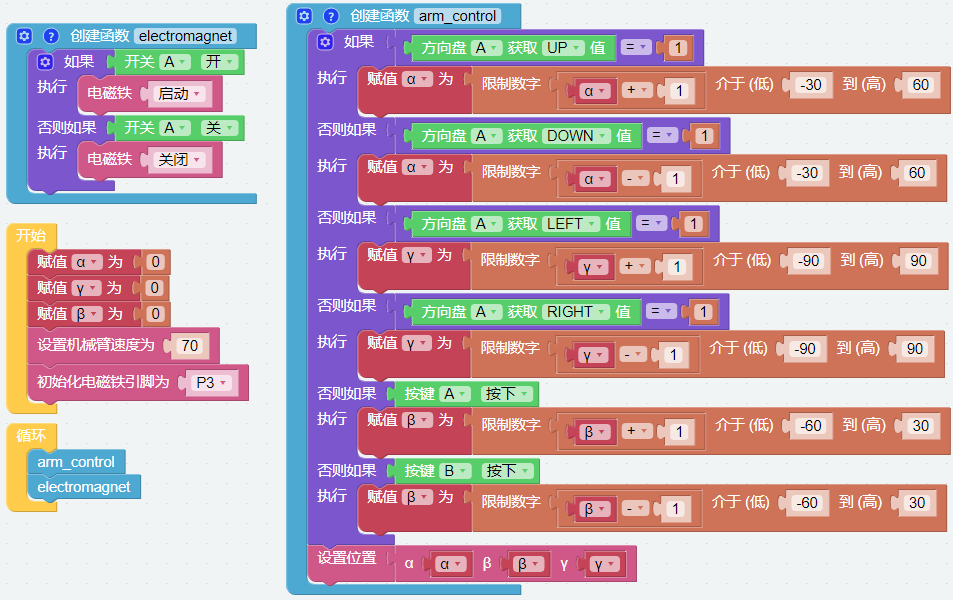 创建函数 electromagnet
如果 开关 A 开
执行 电磁铁 启动
否则如果 开关 A 关
执行 电磁铁 关闭
开始
赋值 α 为 0
赋值 γ 为 0
赋值 β 为 0
设置机械臂速度为 70
初始化电磁铁引脚为 P3
循环
arm_control
electromagnet
创建函数 arm_control
如果 方向盘 A 获取 UP 值 = 1
执行 赋值 α 为 限制数字 α + 1 介于 (低) -30 到 (高) 60
否则如果 方向盘 A 获取 DOWN 值 = 1
执行 赋值 α 为 限制数字 α - 1 介于 (低) -30 到 (高) 60
否则如果 方向盘 A 获取 LEFT 值 = 1
执行 赋值 γ 为 限制数字 γ + 1 介于 (低) -90 到 (高) 90
否则如果 方向盘 A 获取 RIGHT 值 = 1
执行 赋值 γ 为 限制数字 γ - 1 介于 (低) -90 到 (高) 90
否则如果 按键 A 按下
执行 赋值 β 为 限制数字 β + 1 介于 (低) -60 到 (高) 30
否则如果 按键 B 按下
执行 赋值 β 为 限制数字 β - 1 介于 (低) -60 到 (高) 30
设置位置 α α β β γ γ